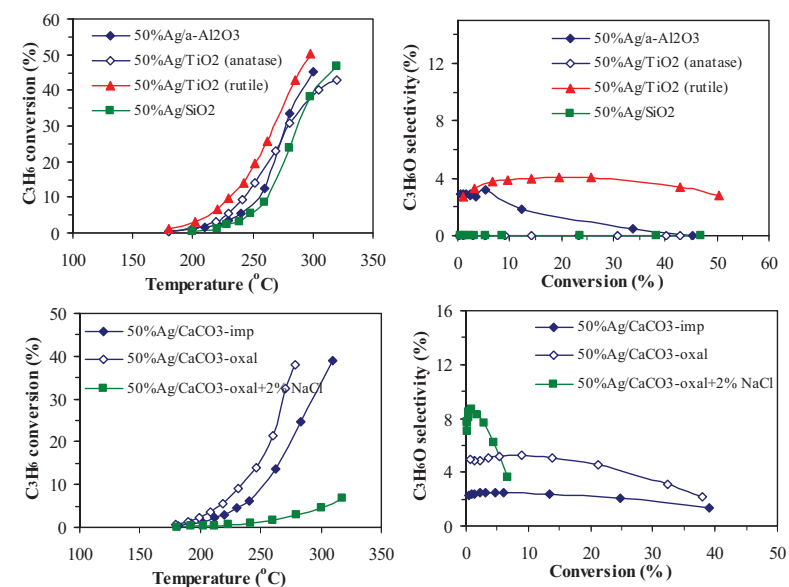 C₃H₆ conversion (%)
60
50
40
30
20
10
0
50%Ag/a-Al2O3
50%Ag/TiO2 (anatase)
50%Ag/TiO2 (rutile)
50%Ag/SiO2
100 150 200 250 300 350
Temperature (°C)
C₃H₆O selectivity (%)
12
8
4
0
50%Ag/a-Al2O3
50%Ag/TiO2 (anatase)
50%Ag/TiO2 (rutile)
50%Ag/SiO2
0 10 20 30 40 50 60
Conversion (%)
C₃H₆ conversion (%)
50
40
30
20
10
0
50%Ag/CaCO3-imp
50%Ag/CaCO3-oxal
50%Ag/CaCO3-oxal+2% NaCl
100 150 200 250 300 350
Temperature (°C)
C₃H₆O selectivity (%)
16
12
8
4
0
50%Ag/CaCO3-imp
50%Ag/CaCO3-oxal
50%Ag/CaCO3-oxal+2% NaCl
0 10 20 30 40 50
Conversion (%)